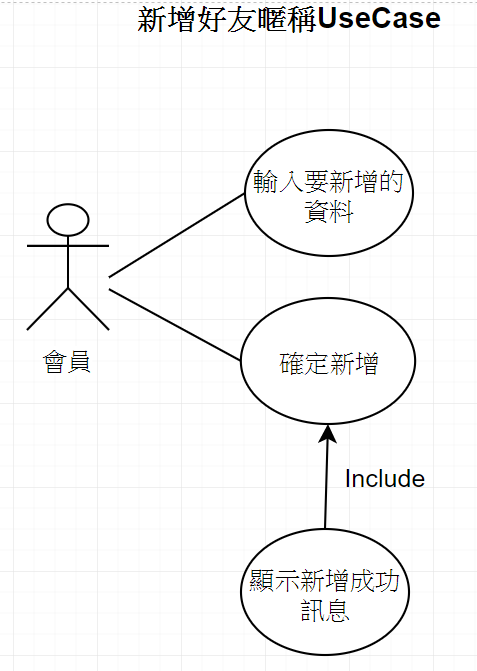 新增好友暱稱UseCase
輸入要新增的
資料
會員
確定新增
Include
顯示新增成功
訊息